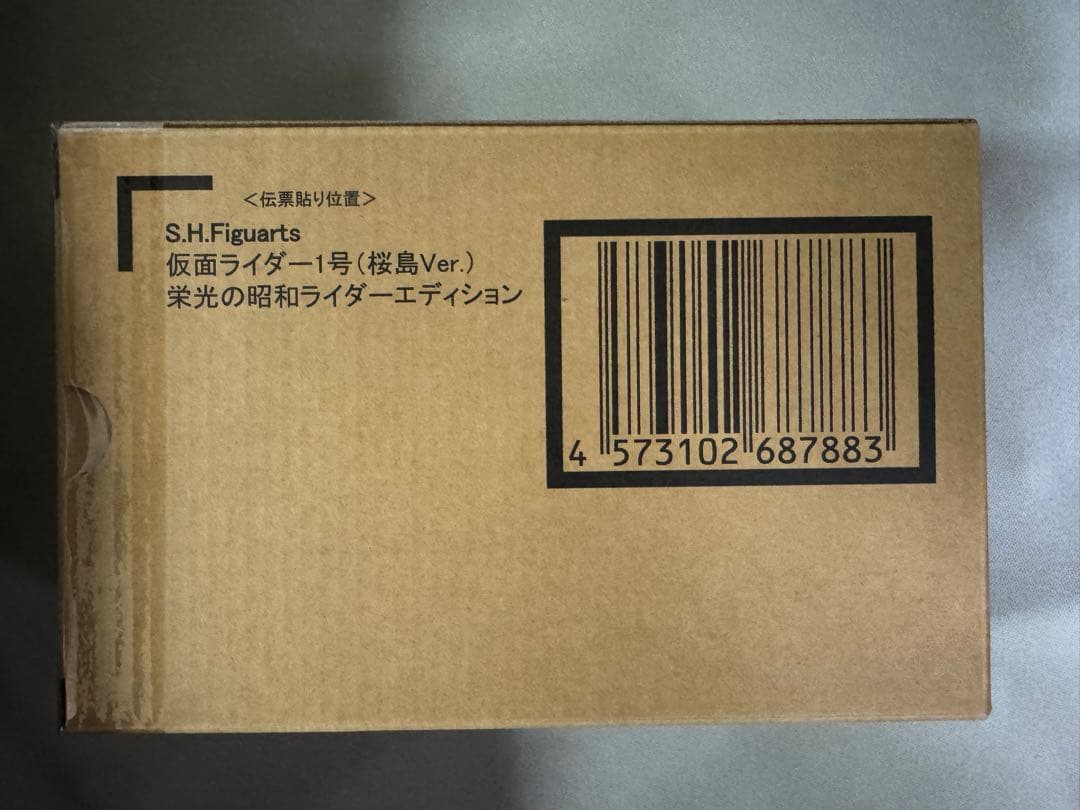 ＜伝票貼り位置＞
S.H.Figuarts
仮面ライダー1号（桜島Ver.）
栄光の昭和ライダーエディション
4 573102 687883